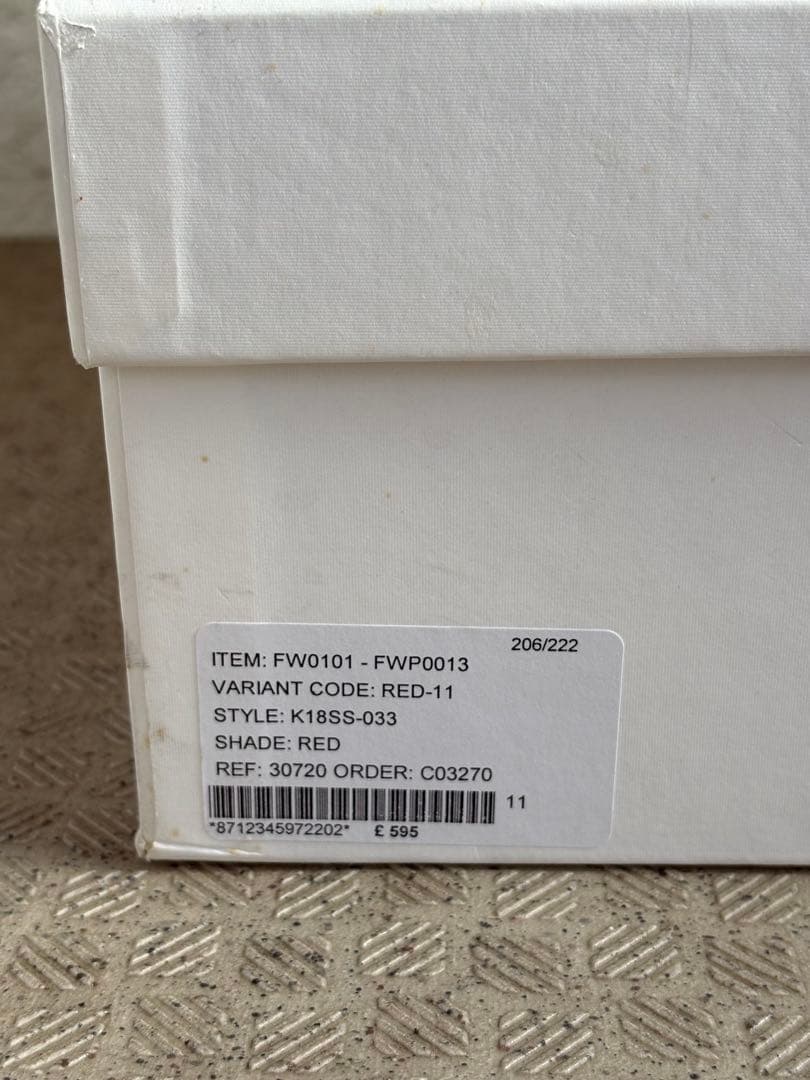 206/222
ITEM: FW0101 - FWP0013
VARIANT CODE: RED-11
STYLE: K18SS-033
SHADE: RED
REF: 30720 ORDER: C03270
11
*8712345972202* £ 595